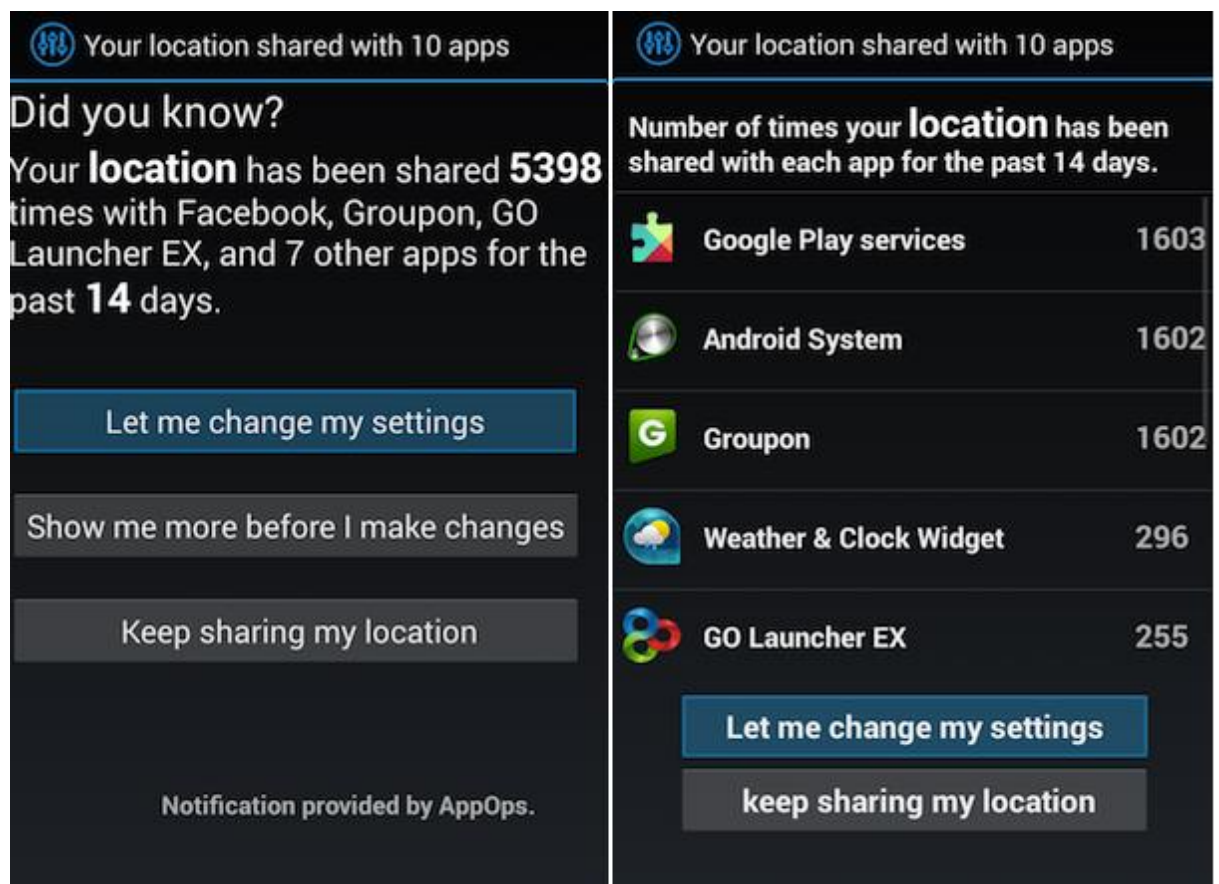 Your location shared with 10 apps
Did you know?
Your location has been shared 5398
times with Facebook, Groupon, GO
Launcher EX, and 7 other apps for the
past 14 days.
Let me change my settings
Show me more before I make changes
Keep sharing my location
Notification provided by AppOps.
Your location shared with 10 apps
Number of times your location has been
shared with each app for the past 14 days.
Google Play services 1603
Android System 1602
G Groupon 1602
Weather & Clock Widget 296
GO Launcher EX 255
Let me change my settings
keep sharing my location